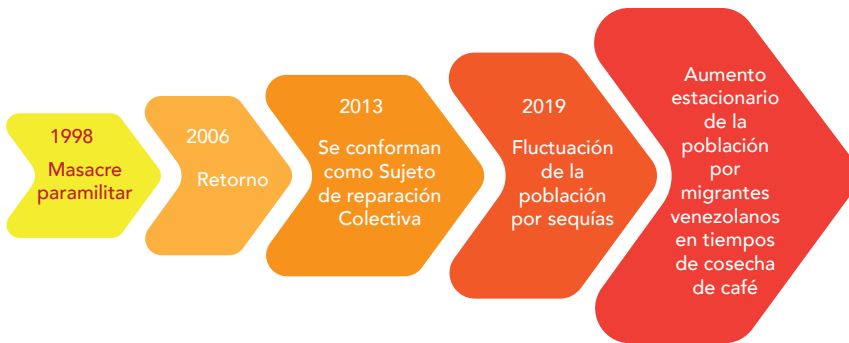 1998
Masacre
paramilitar
2006
Retorno
2013
Se conforman
como Sujeto
de reparación
Colectiva
2019
Fluctuación
de la
población
por sequías
Aumento
estacionario
de la
población
por
migrantes
venezolanos
en tiempos
de cosecha
de café